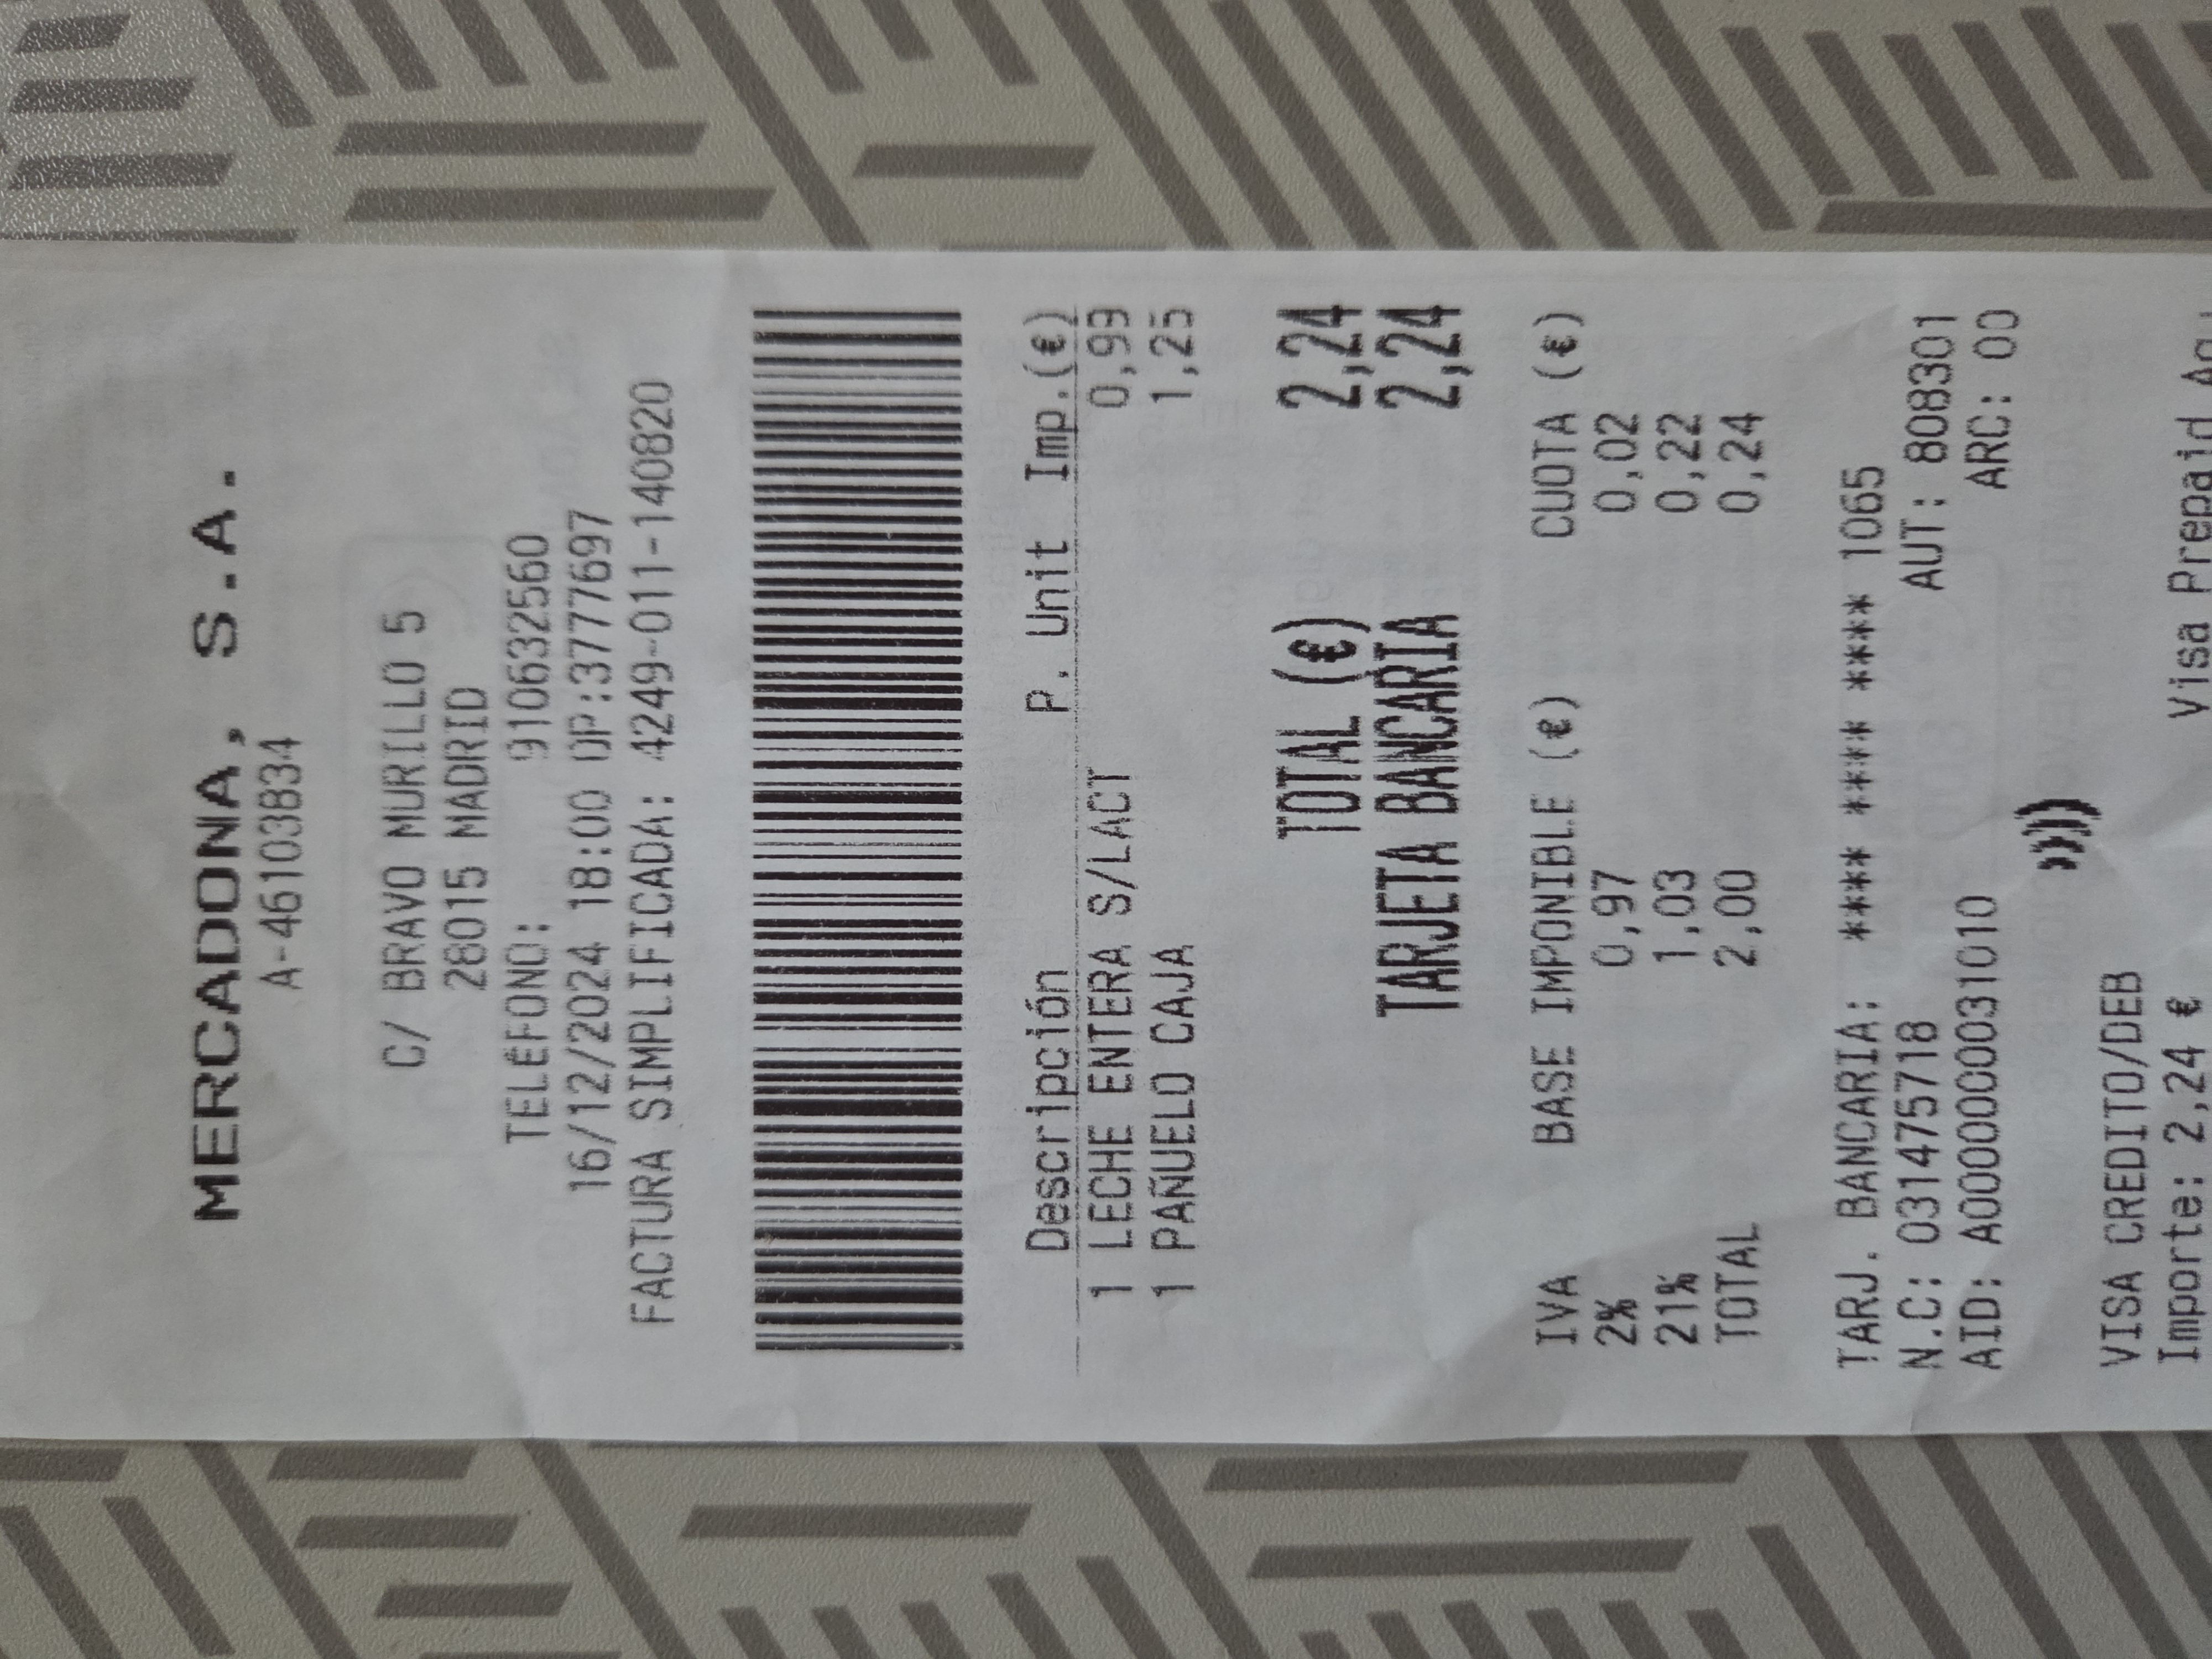 MERCADONA, S.A.
A-46103834
C/ BRAVO MURILLO 5
28015 MADRID
TELÉFONO: 910632560
16/12/2024 18:00 OP:3777697
FACTURA SIMPLIFICADA: 4249-011-140820
Descripción P. Unit Imp.(€)
1 LECHE ENTERA S/LACT 0,99
1 PAÑUELO CAJA 1,25
TOTAL (€) 2,24
TARJETA BANCARIA 2,24
IVA BASE IMPONIBLE (€) CUOTA (€)
2% 0,97 0,02
21% 1,03 0,22
TOTAL 2,00 0,24
TARJ. BANCARIA: **** **** **** 1065
N.C: 031475718 AUT: 808301
AID: A0000000031010 ARC: 00
VISA CREDITO/DEB
Importe: 2,24 € Visa Prepaid